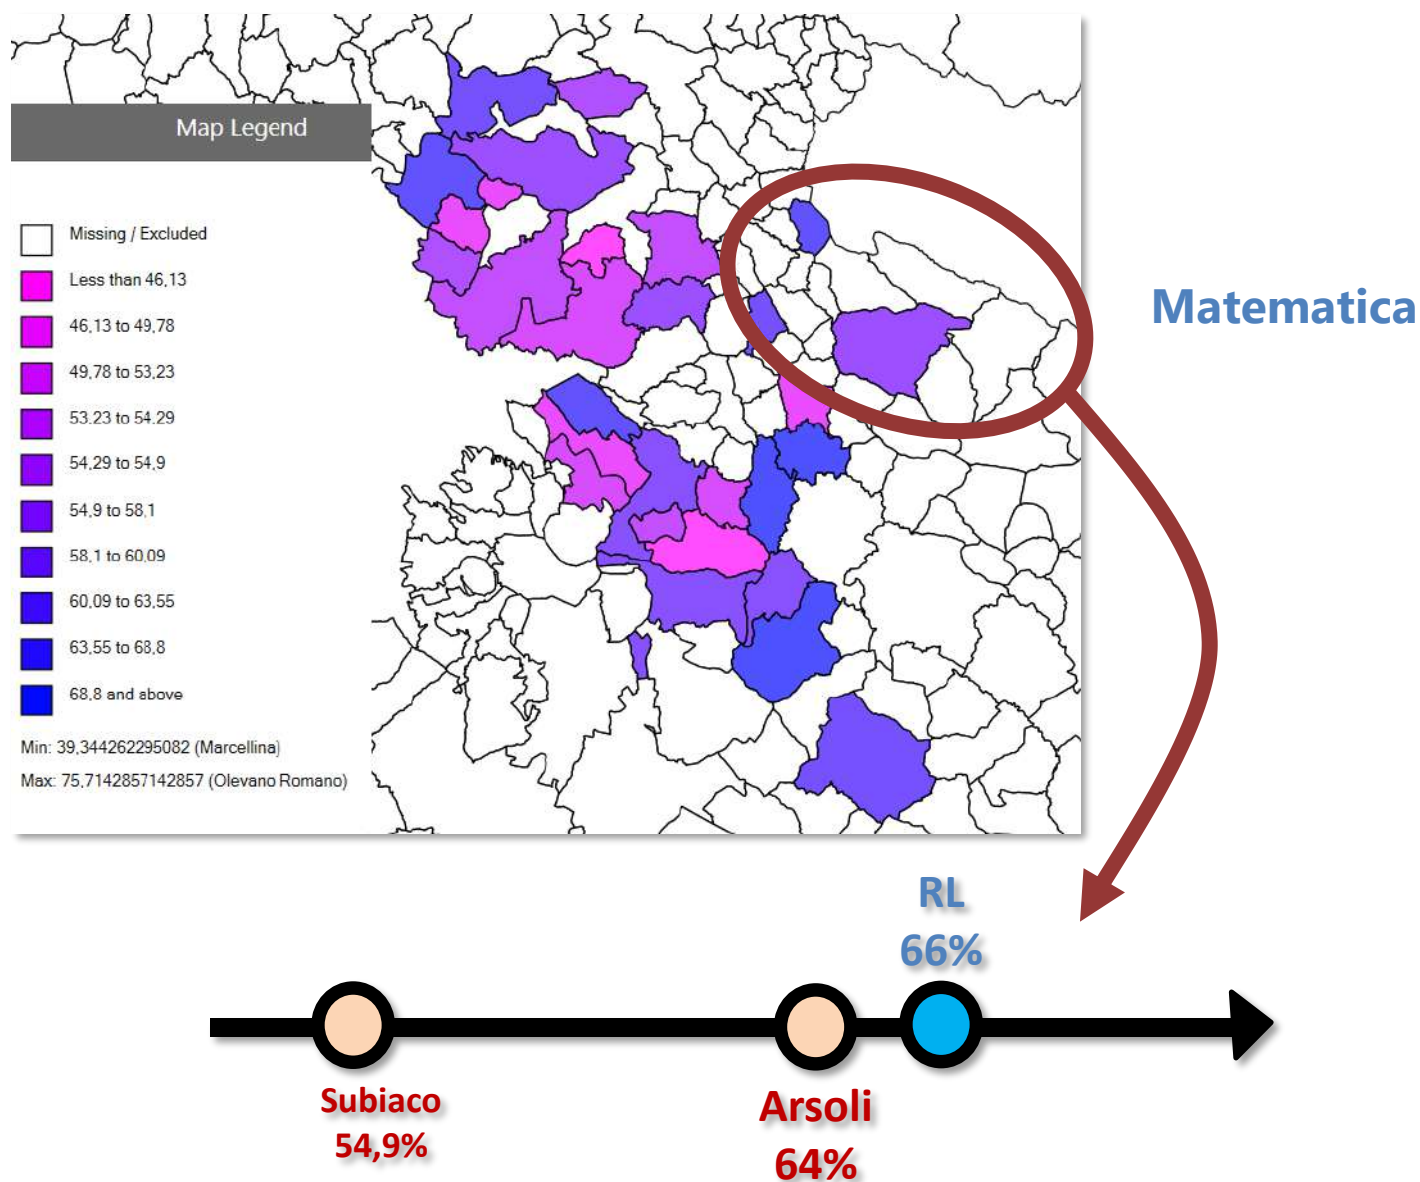 Map Legend
Missing / Excluded
Less than 46,13
46,13 to 49,78
49,78 to 53,23
53,23 to 54,29
54,29 to 54,9
54,9 to 58,1
58,1 to 60,09
60,09 to 63,55
63,55 to 68,8
68,8 and above
Min: 39,344262295082 (Marcellina)
Max: 75,7142857142857 (Olevano Romano)
Matematica
RL
66%
Subiaco
54,9%
Arsoli
64%